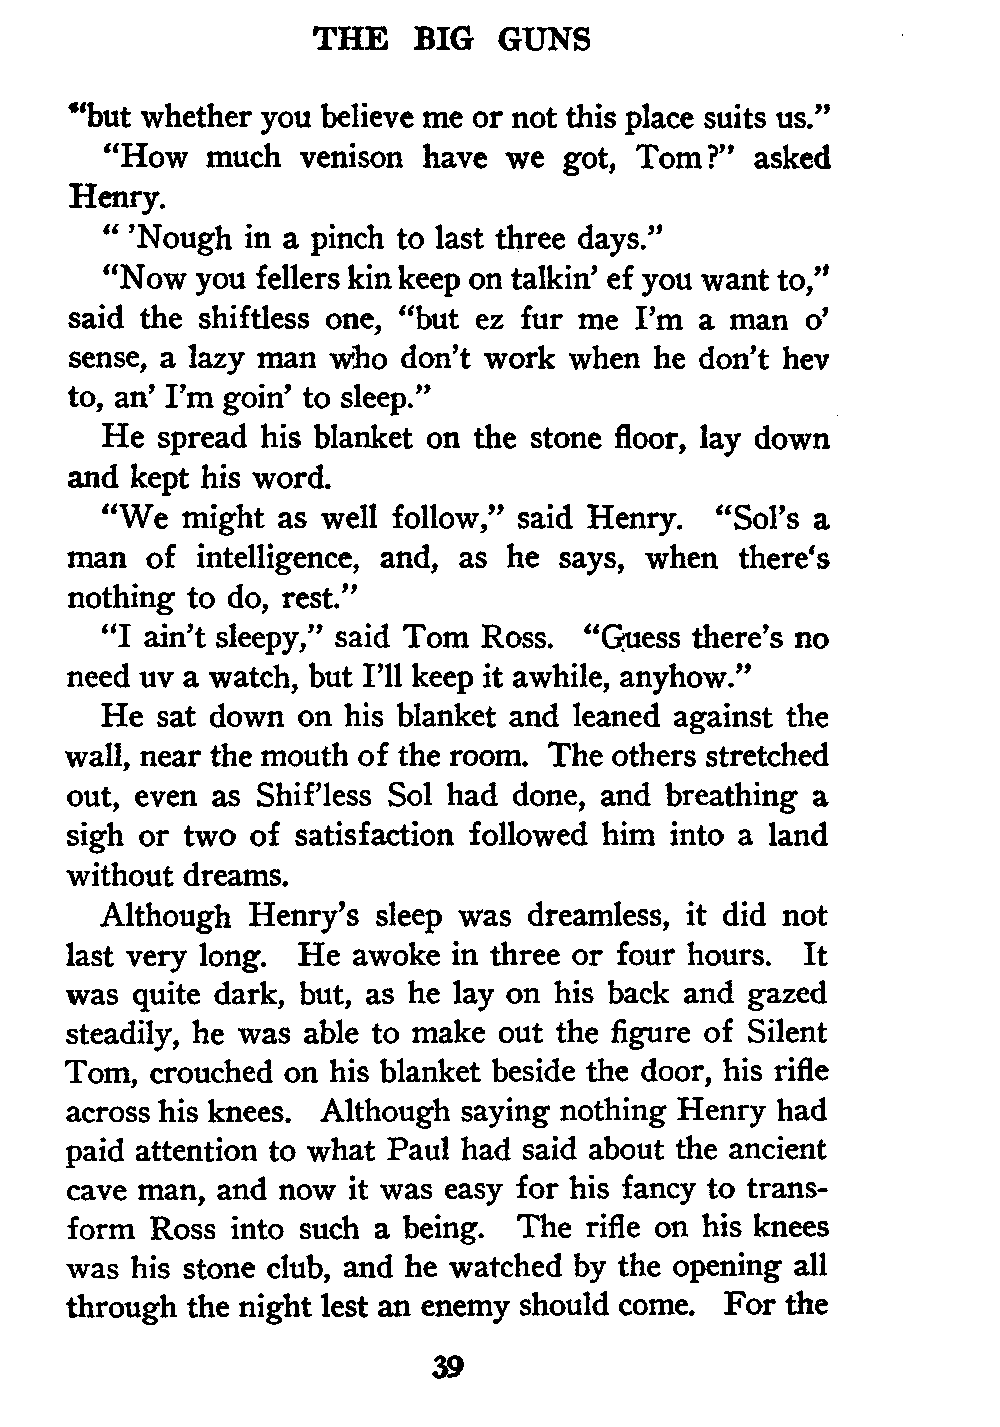 THE BIG GUNS
“but whether you believe me or not this place suits us.”
“How much venison have we got, Tom?” asked
Henry.
“ ’Nough in a pinch to last three days.”
“Now you fellers kin keep on talkin’ ef you want to,”
said the shiftless one, “but ez fur me I’m a man o’
sense, a lazy man who don’t work when he don’t hev
to, an’ I’m goin’ to sleep.”
He spread his blanket on the stone floor, lay down
and kept his word.
“We might as well follow,” said Henry. “Sol’s a
man of intelligence, and, as he says, when there‘s
nothing to do, rest.”
“I ain’t sleepy,” said Tom Ross. “Guess there’s no
need uv a watch, but I’ll keep it awhile, anyhow.”
He sat down on his blanket and leaned against the
wall, near the mouth of the room. The others stretched
out, even as Shif’less Sol had done, and breathing a
sigh or two of satisfaction followed him into a land
without dreams.
Although Henry’s sleep was dreamless, it did not
last very long. He awoke in three or four hours. It
was quite dark, but, as he lay on his back and gazed
steadily, he was able to make out the figure of Silent
Tom, crouched on his blanket beside the door, his rifle
across his knees. Although saying nothing Henry had
paid attention to what Paul had said about the ancient
cave man, and now it was easy for his fancy to trans-
form Ross into such a being. The rifle on his knees
was his stone club, and he watched by the opening all
through the night lest an enemy should come. For the
39